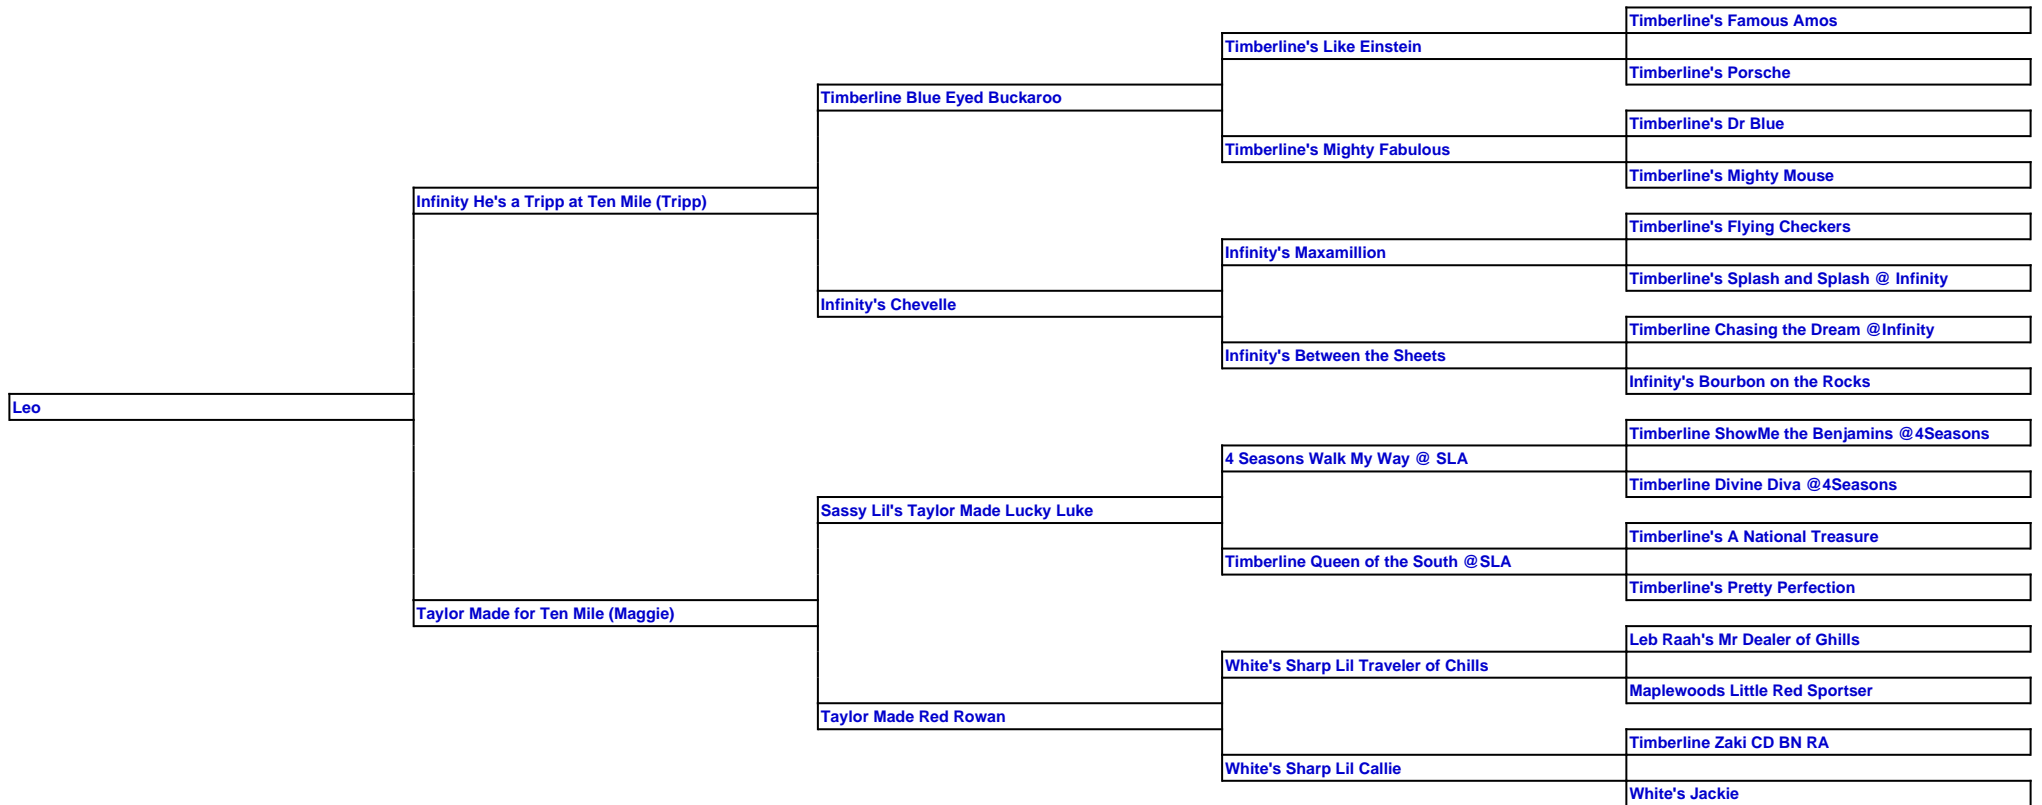 Timberline's Famous Amos
Timberline's Like Einstein
Timberline's Porsche
Timberline Blue Eyed Buckaroo
Timberline's Dr Blue
Timberline's Mighty Fabulous
Timberline's Mighty Mouse
Infinity He's a Tripp at Ten Mile (Tripp)
Timberline's Flying Checkers
Infinity's Maxamillion
Timberline's Splash and Splash @ Infinity
Infinity's Chevelle
Timberline Chasing the Dream @Infinity
Infinity's Between the Sheets
Infinity's Bourbon on the Rocks
Leo
Timberline ShowMe the Benjamins @4Seasons
4 Seasons Walk My Way @ SLA
Timberline Divine Diva @4Seasons
Sassy Lil's Taylor Made Lucky Luke
Timberline's A National Treasure
Timberline Queen of the South @SLA
Timberline's Pretty Perfection
Taylor Made for Ten Mile (Maggie)
Leb Raah's Mr Dealer of Ghills
White's Sharp Lil Traveler of Chills
Maplewoods Little Red Sportser
Taylor Made Red Rowan
Timberline Zaki CD BN RA
White's Sharp Lil Callie
White's Jackie